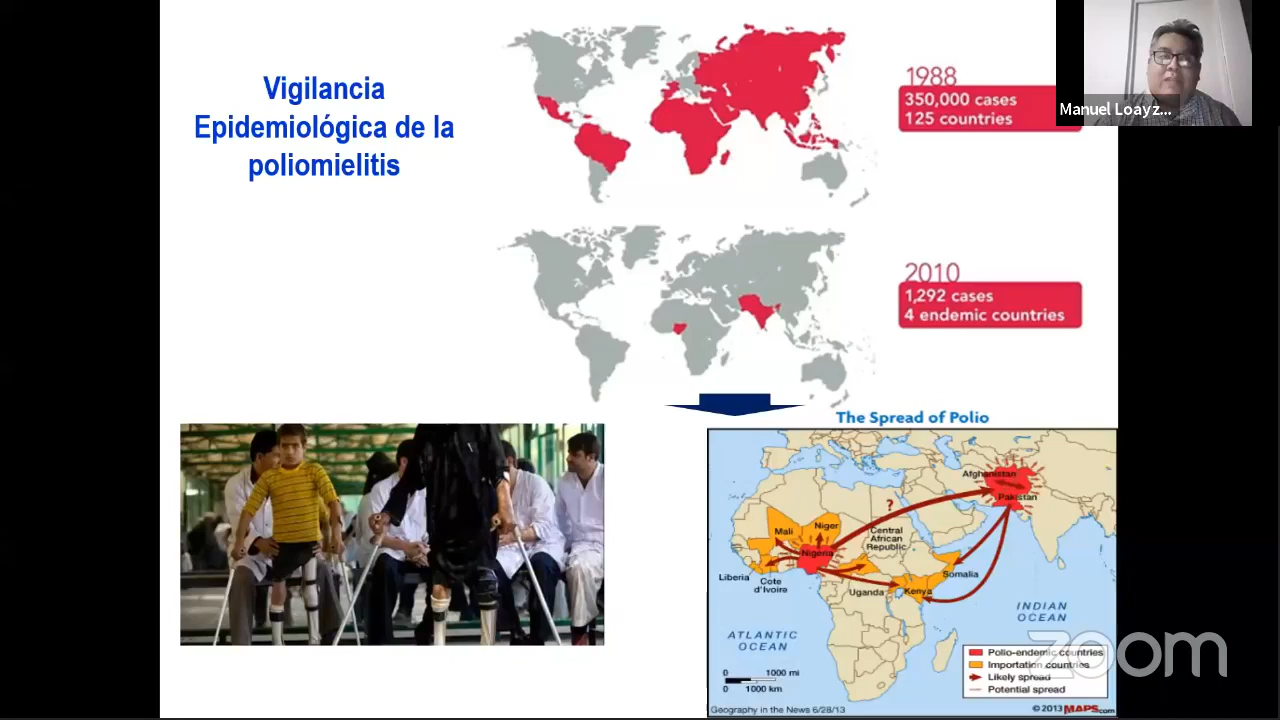 Vigilancia
Epidemiológica de la
poliomielitis
1988
350,000 cases
125 countries
Manuel Loayz...
2010
1,292 cases
4 endemic countries
The Spread of Polio
Afghanistan
Pakistan
?
Mali
Niger
Central
African
Republic
Nigeria
Liberia
Cote
d'Ivoire
Uganda
Kenya
Somalia
INDIAN
OCEAN
ATLANTIC
OCEAN
zoom
Polio-endemic countries
Importation countries
Likely spread
Potential spread
0 1000 mi
0 1000 km
Geography in the News 6/28/13
©2013 MAPS.com